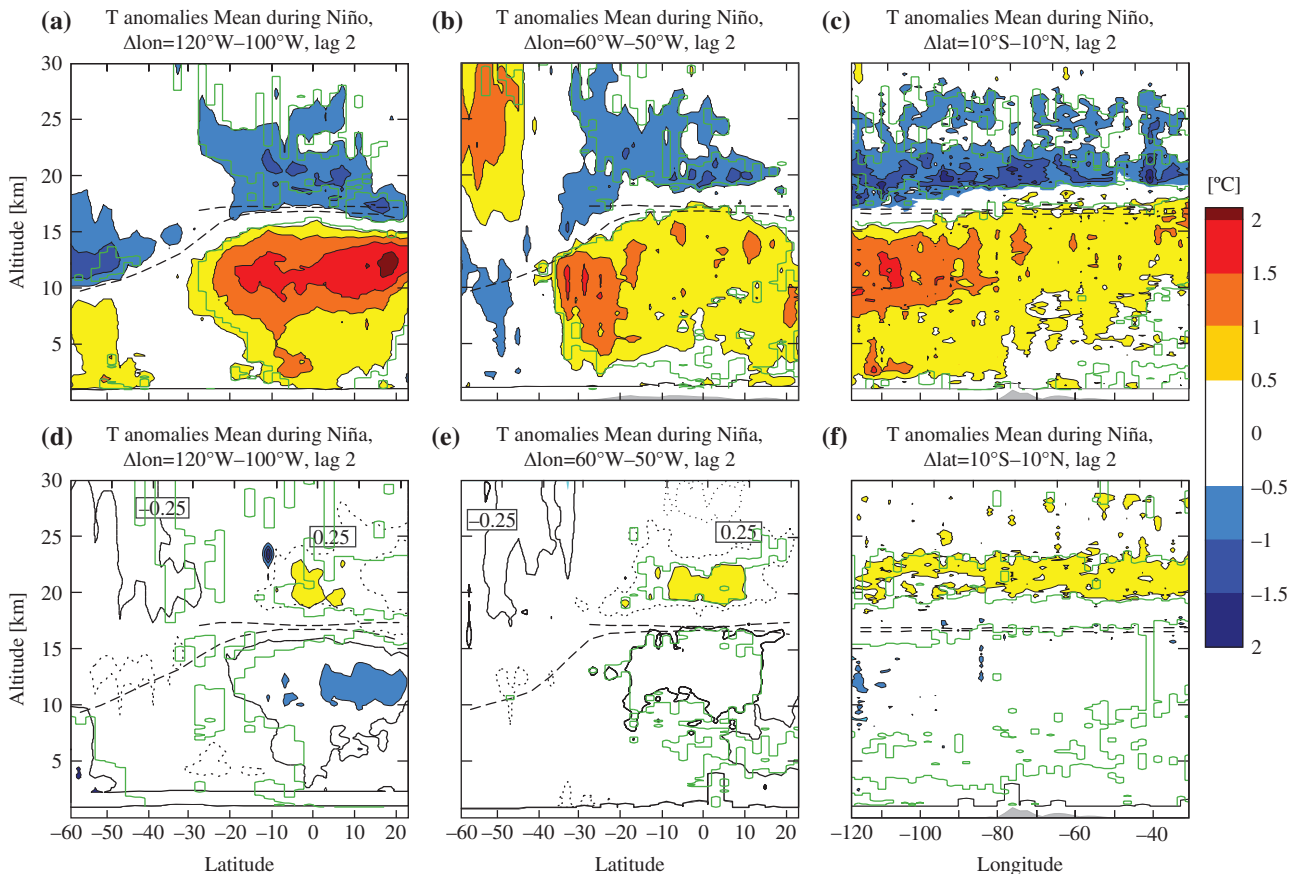 (a) T anomalies Mean during Niño,
Δlon=120°W–100°W, lag 2
(b) T anomalies Mean during Niño,
Δlon=60°W–50°W, lag 2
(c) T anomalies Mean during Niño,
Δlat=10°S–10°N, lag 2
Altitude [km]
30
25
20
15
10
5
[°C]
2
1.5
1
0.5
0
–0.5
–1
–1.5
2
(d) T anomalies Mean during Niña,
Δlon=120°W–100°W, lag 2
(e) T anomalies Mean during Niña,
Δlon=60°W–50°W, lag 2
(f) T anomalies Mean during Niña,
Δlat=10°S–10°N, lag 2
Altitude [km]
30
25
20
15
10
5
–0.25
0.25
–0.25
0.25
–60 –50 –40 –30 –20 –10 0 10 20
–60 –50 –40 –30 –20 –10 0 10 20
–120 –100 –80 –60 –40
Latitude
Latitude
Longitude